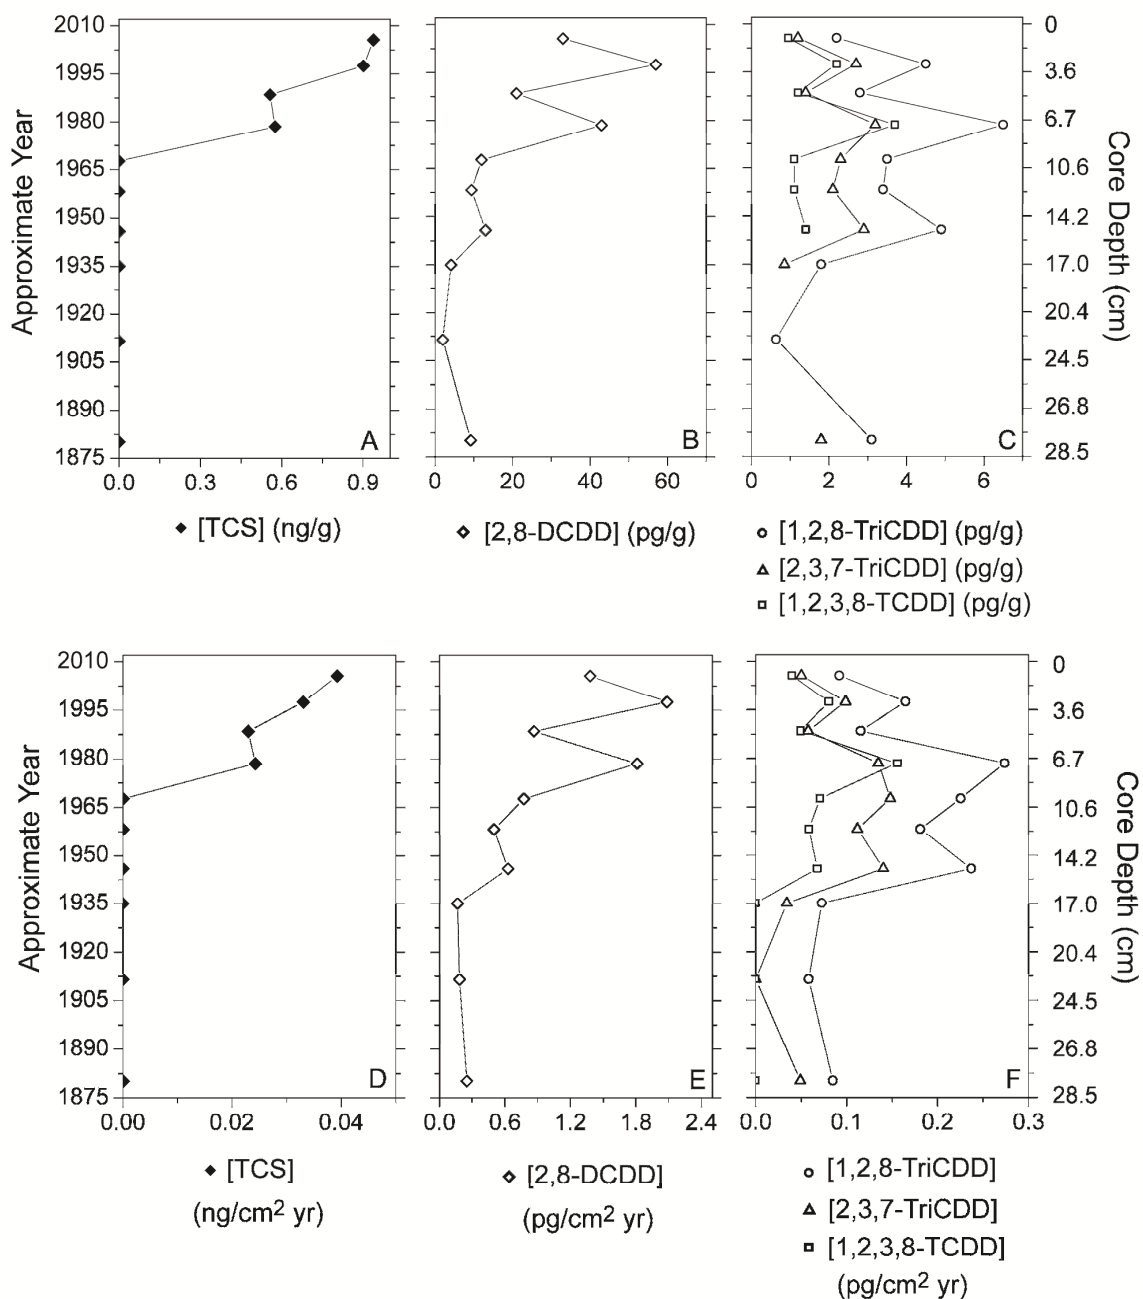 2010
1995
1980
1965
1950
1935
1920
1905
1890
1875
Approximate Year
0.0 0.3 0.6 0.9
A
◆ [TCS] (ng/g)
0 20 40 60
B
[2,8-DCDD] (pg/g)
2 4 6
C
0
3.6
6.7
10.6
14.2
17.0
20.4
24.5
26.8
28.5
Core Depth (cm)
[1,2,8-TriCDD] (pg/g)
[2,3,7-TriCDD] (pg/g)
[1,2,3,8-TCDD] (pg/g)
2010
1995
1980
1965
1950
1935
1920
1905
1890
1875
Approximate Year
0.00 0.02 0.04
D
◆ [TCS]
(ng/cm² yr)
0.0 0.6 1.2 1.8 2.4
E
[2,8-DCDD]
(pg/cm² yr)
0.0 0.1 0.2 0.3
F
0
3.6
6.7
10.6
14.2
17.0
20.4
24.5
26.8
28.5
Core Depth (cm)
[1,2,8-TriCDD]
[2,3,7-TriCDD]
[1,2,3,8-TCDD]
(pg/cm² yr)